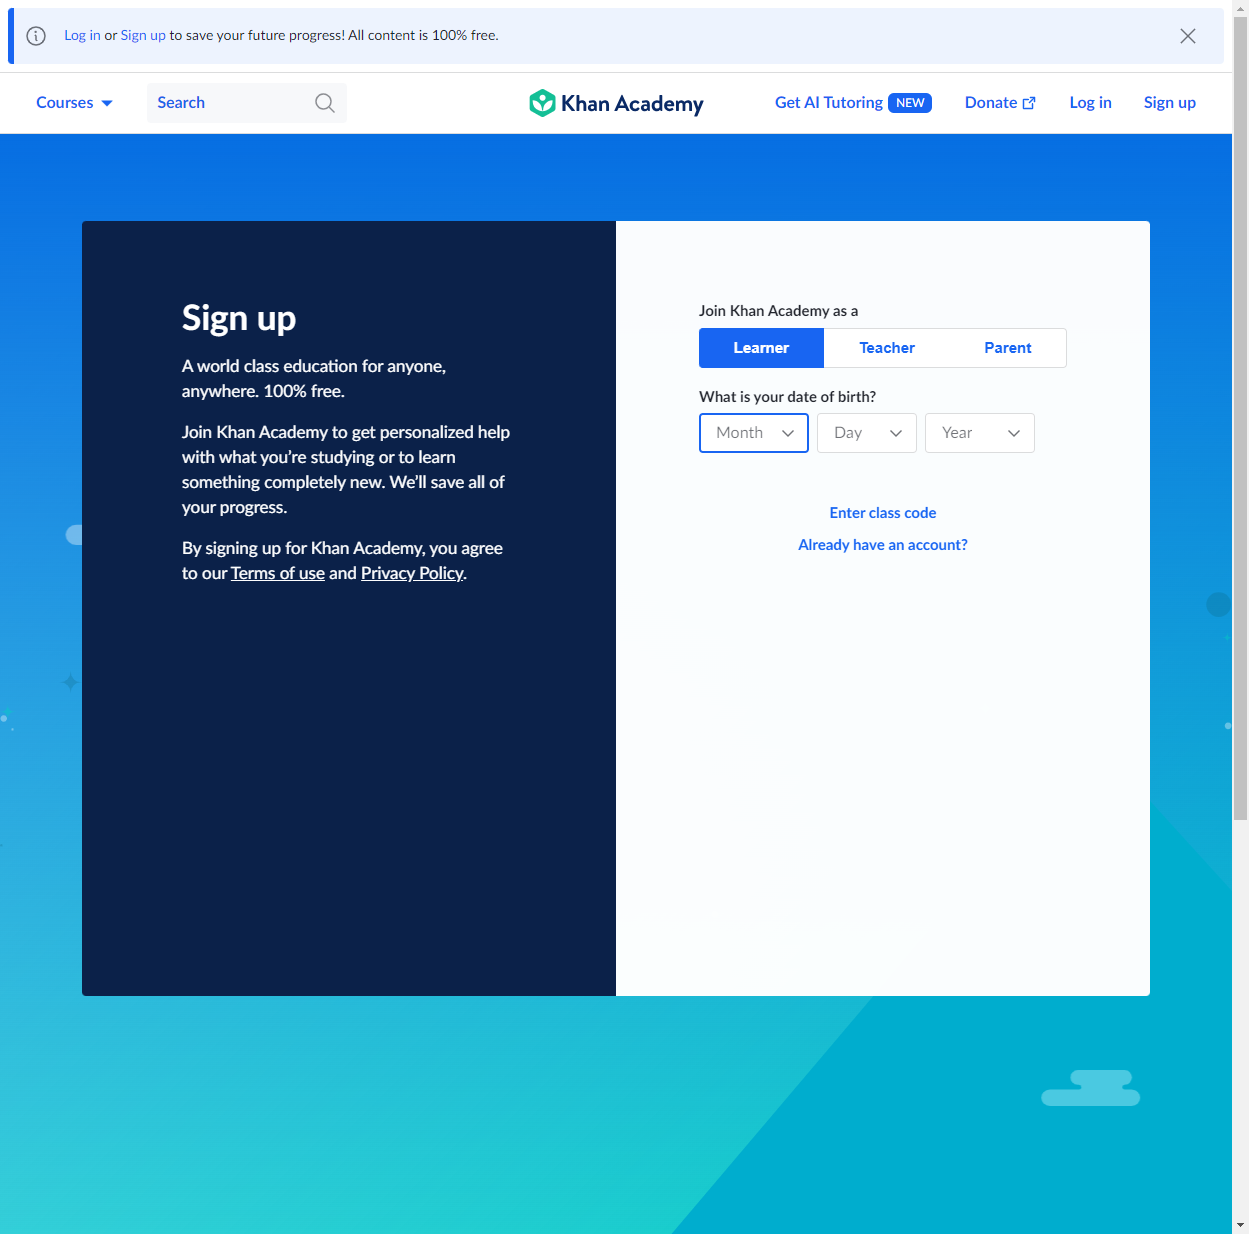 Log in or Sign up to save your future progress! All content is 100% free.
Courses
Search
Khan Academy
Get AI Tutoring NEW
Donate
Log in
Sign up
Sign up
A world class education for anyone,
anywhere. 100% free.
Join Khan Academy to get personalized help
with what you’re studying or to learn
something completely new. We’ll save all of
your progress.
By signing up for Khan Academy, you agree
to our Terms of use and Privacy Policy.
Join Khan Academy as a
Learner Teacher Parent
What is your date of birth?
Month Day Year
Enter class code
Already have an account?